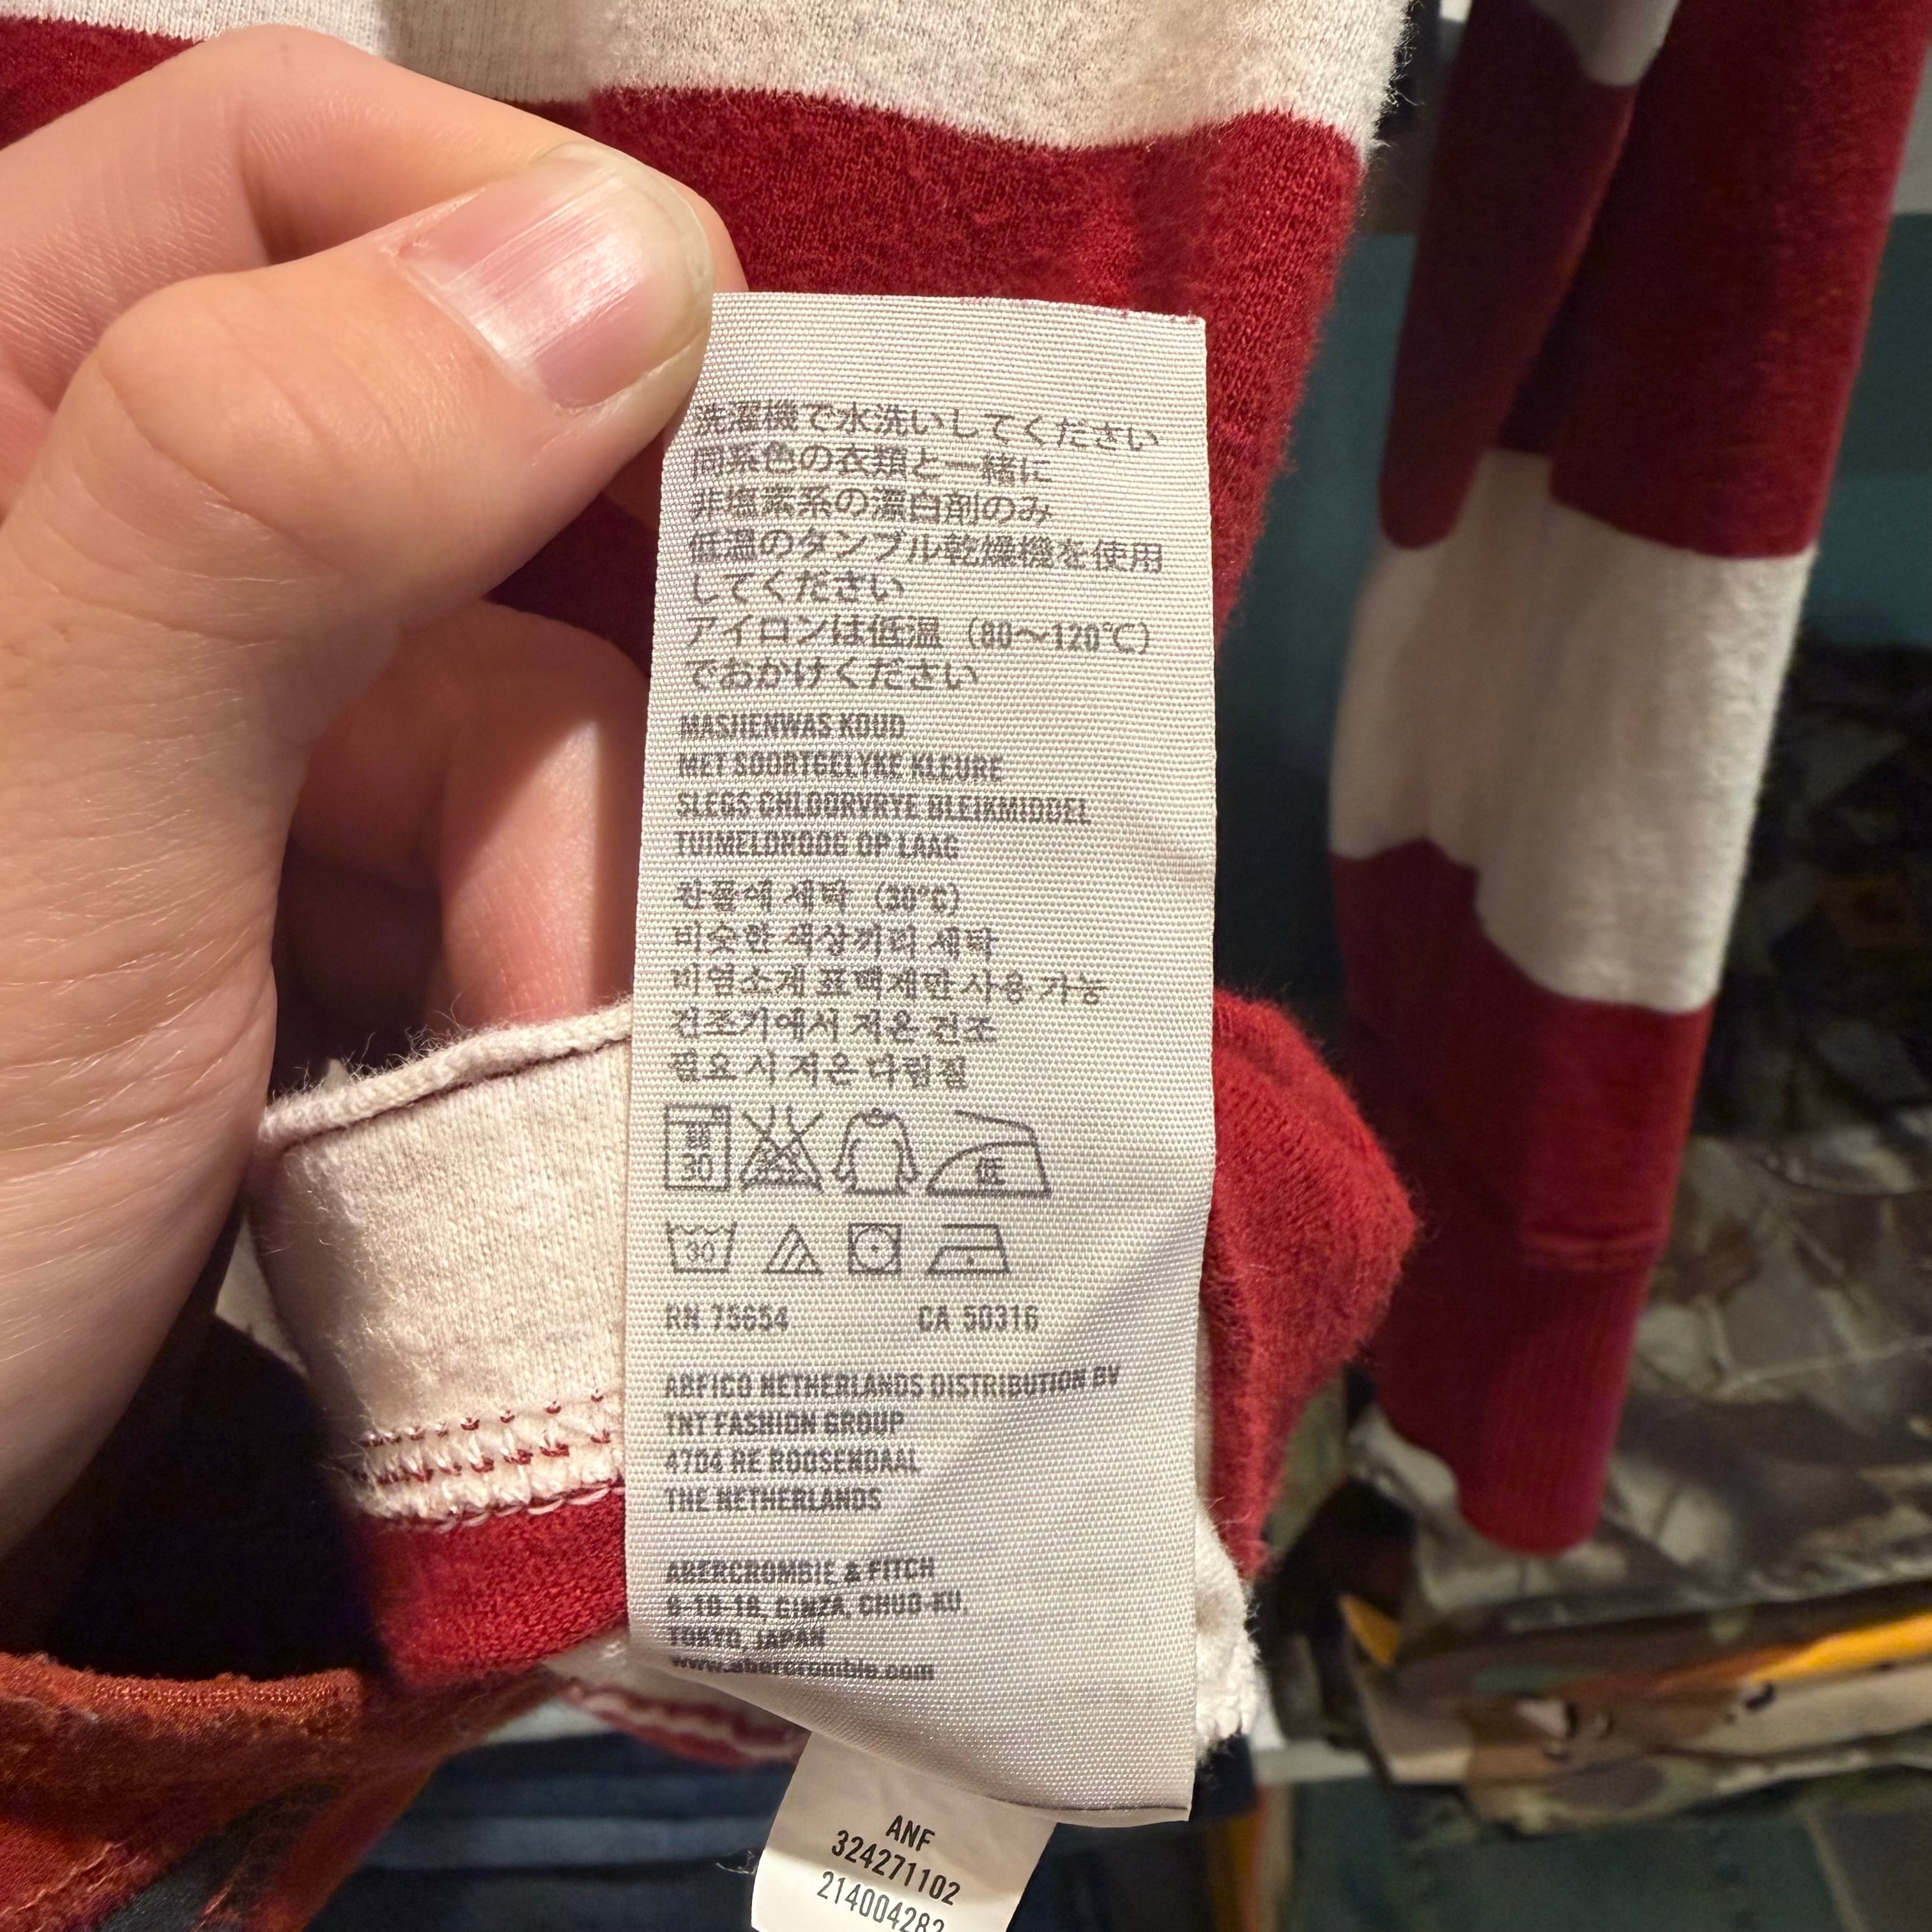 洗濯機で水洗いしてください
同系色の衣類と一緒に
非塩素系の漂白剤のみ
低温のタンブル乾燥機を使用
してください
アイロンは低温（80～120℃）
でおかけください
MASJIENWAS KOUD
MET SOORTGELYKE KLEURE
SLEGS CHLOORVRYE BLEIKMIDDEL
TUIMELDROOG OP LAAG
찬물에 세탁 (30°C)
비슷한 색상끼리 세탁
비염소계 표백제만 사용 가능
건조기에서 저온 건조
필요 시 저온 다림질
30 低
30
RN 75654 CA 50316
ABFICO NETHERLANDS DISTRIBUTION BV
TNT FASHION GROUP
4704 RE ROOSENDAAL
THE NETHERLANDS
ABERCROMBIE & FITCH
GINZA, CHUO-KU,
TOKYO, JAPAN
www.abercrombie.com
ANF
324271102
214004282